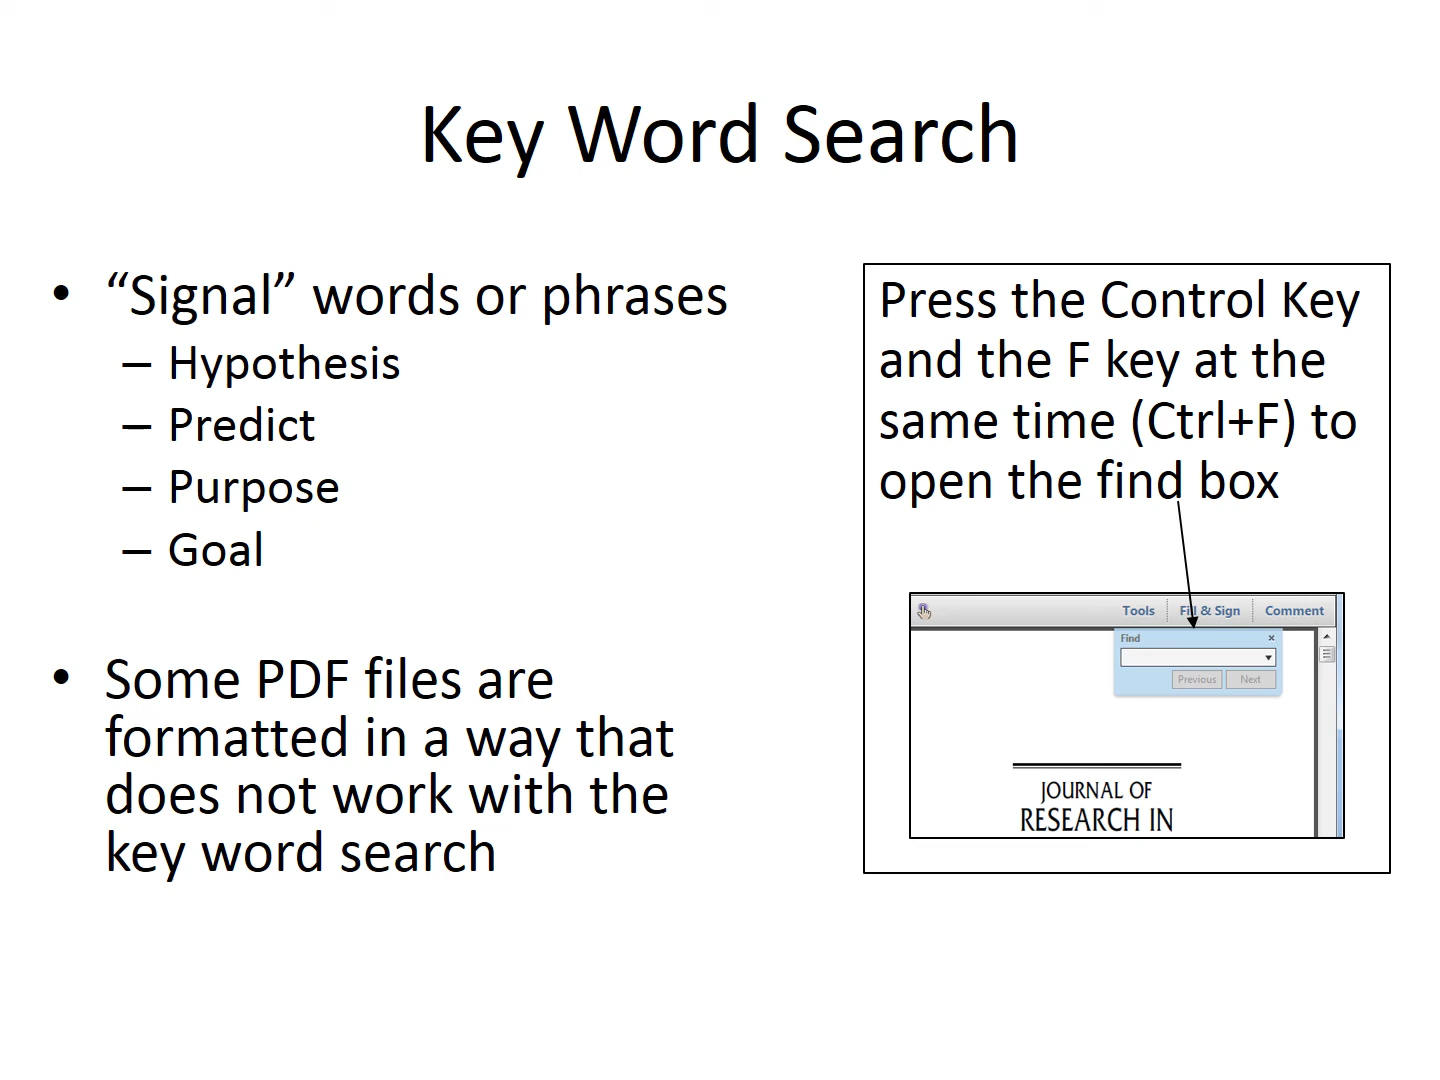 Key Word Search
• “Signal” words or phrases
– Hypothesis
– Predict
– Purpose
– Goal
• Some PDF files are
formatted in a way that
does not work with the
key word search
Press the Control Key
and the F key at the
same time (Ctrl+F) to
open the find box
Tools Fill & Sign Comment
Find ×
Previous Next
JOURNAL OF
RESEARCH IN